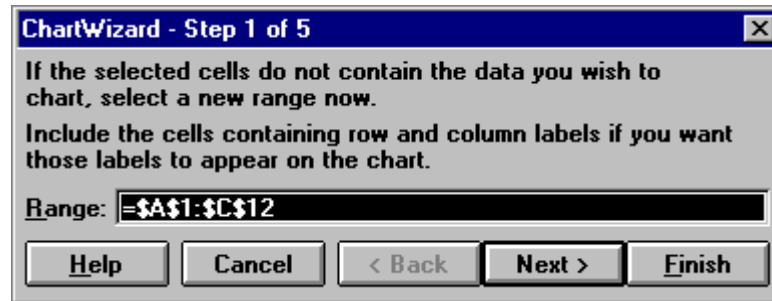 ChartWizard - Step 1 of 5
If the selected cells do not contain the data you wish to
chart, select a new range now.
Include the cells containing row and column labels if you want
those labels to appear on the chart.
Range: =$A$1:$C$12
Help Cancel < Back Next > Finish